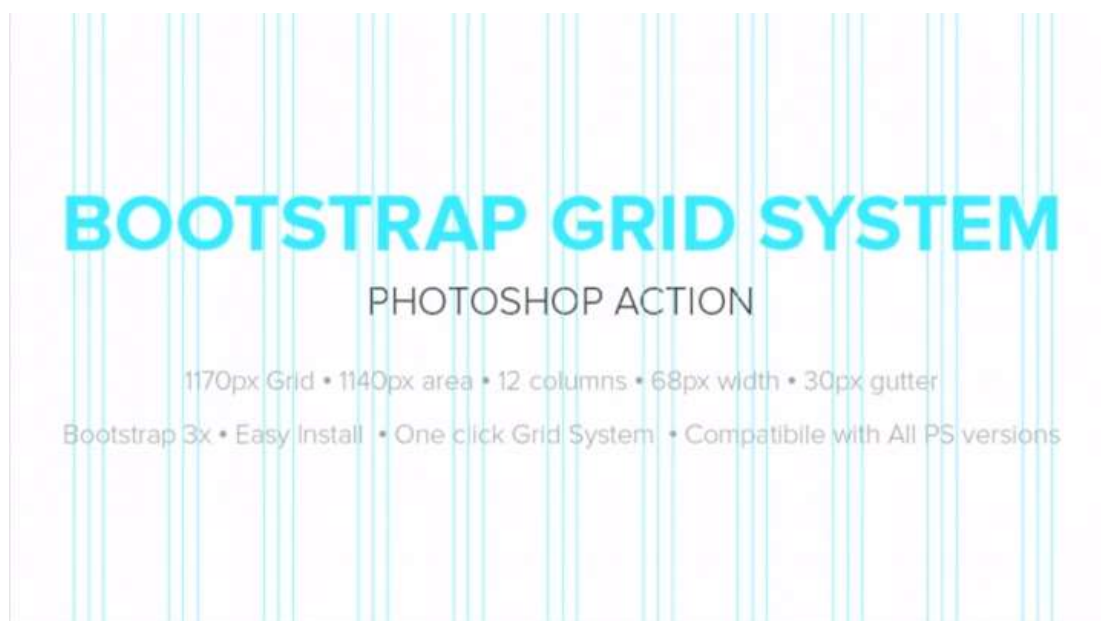 BOOTSTRAP GRID SYSTEM
PHOTOSHOP ACTION
1170px Grid • 1140px area • 12 columns • 68px width • 30px gutter
Bootstrap 3x • Easy Install • One click Grid System • Compatibile with All PS versions